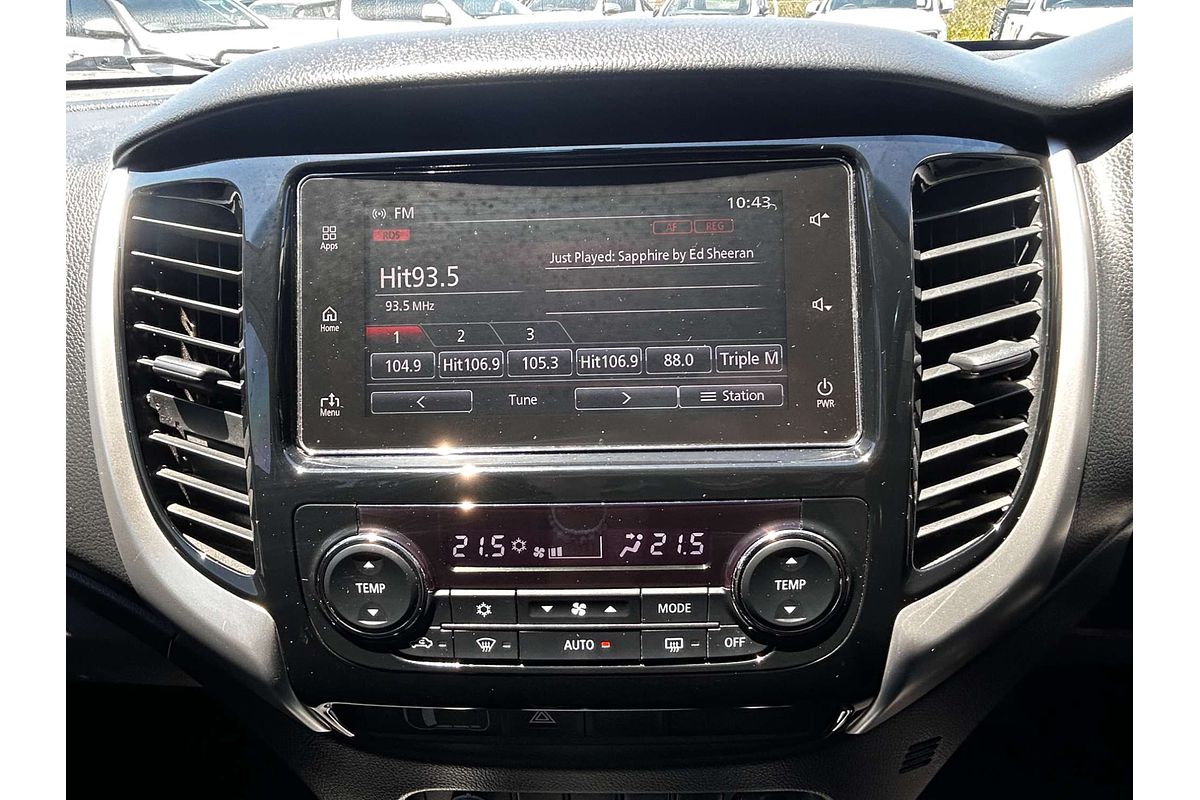 FM
10:43
Apps
RDS
AF
REG
Just Played: Sapphire by Ed Sheeran
Hit93.5
93.5 MHz
Home
1
2
3
104.9
Hit106.9
105.3
Hit106.9
88.0
Triple M
Menu
<
Tune
>
Station
PWR
21.5
21.5
TEMP
TEMP
MODE
AUTO
OFF